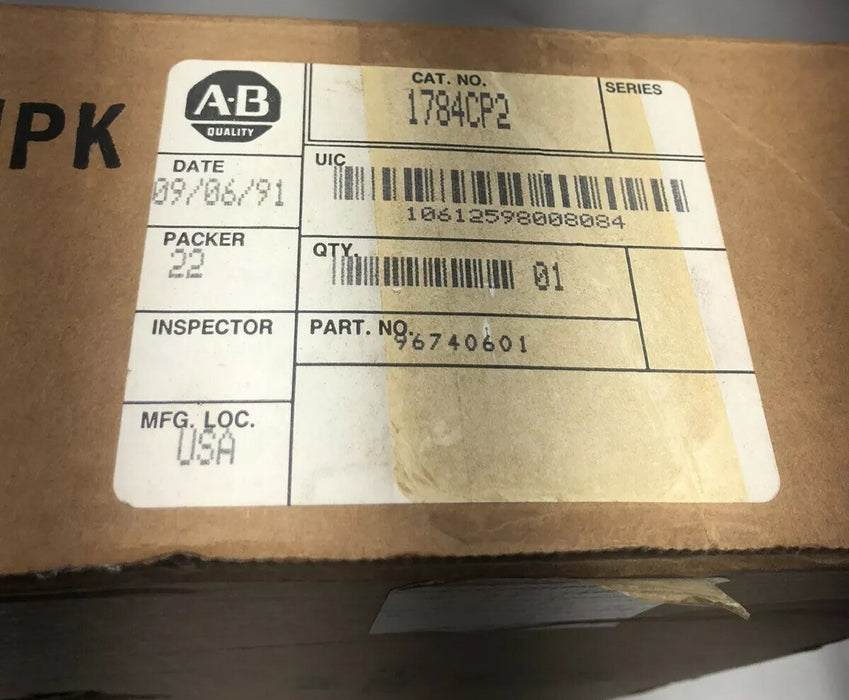 PK
A·B
QUALITY
CAT. NO.
1784CP2
SERIES
DATE
09/06/91
UIC
10612598008084
PACKER
22
QTY.
01
INSPECTOR
PART. NO.
96740601
MFG. LOC.
USA